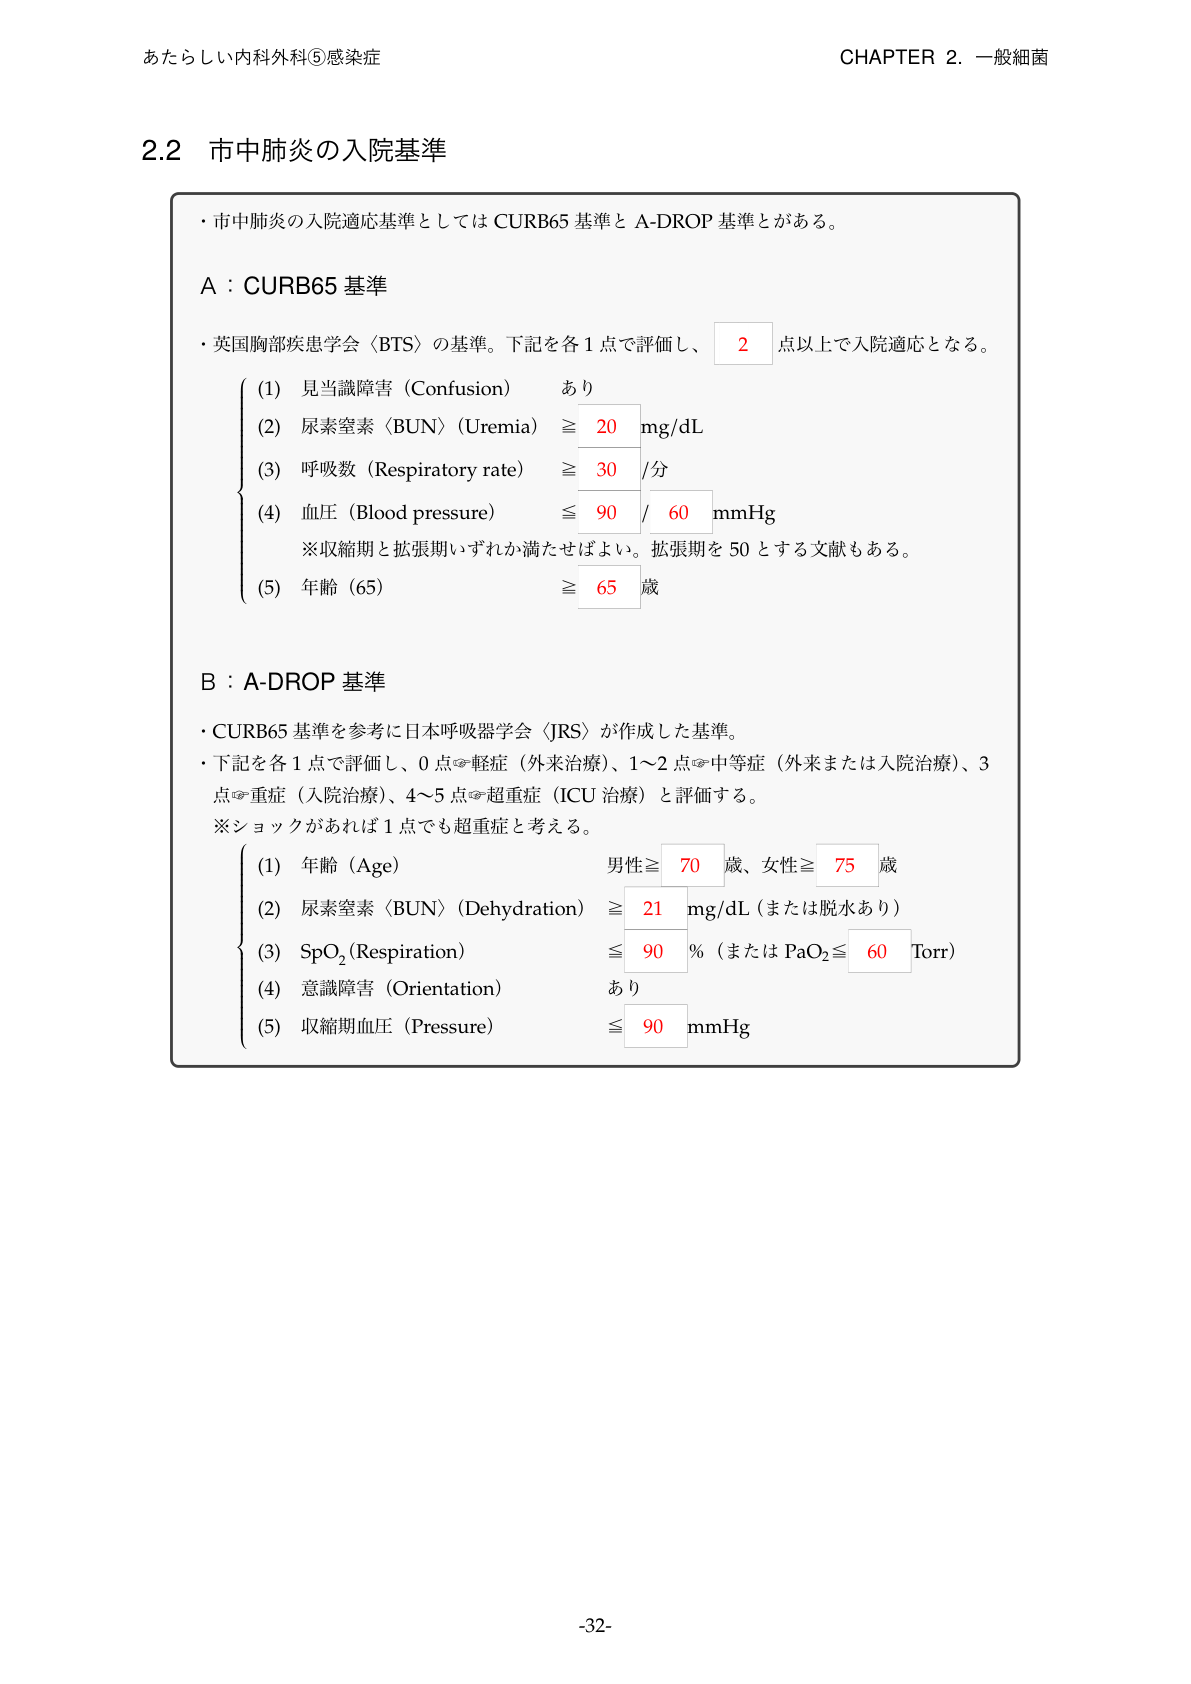 あたらしい内科外科⑤感染症
CHAPTER 2. 一般細菌
2.2 市中肺炎の入院基準
・市中肺炎の入院適応基準としては CURB65 基準と A-DROP 基準とがある。
A：CURB65 基準
・英国胸部疾患学会〈BTS〉の基準。下記を各 1 点で評価し、 2 点以上で入院適応となる。
(1) 見当識障害（Confusion） あり
(2) 尿素窒素〈BUN〉（Uremia） ≧ 20 mg/dL
(3) 呼吸数（Respiratory rate） ≧ 30 /分
(4) 血圧（Blood pressure） ≦ 90 / 60 mmHg
※収縮期と拡張期いずれか満たせばよい。拡張期を 50 とする文献もある。
(5) 年齢（65） ≧ 65 歳
B：A-DROP 基準
・CURB65 基準を参考に日本呼吸器学会〈JRS〉が作成した基準。
・下記を各 1 点で評価し、0 点☞軽症（外来治療）、1〜2 点☞中等症（外来または入院治療）、3
点☞重症（入院治療）、4〜5 点☞超重症（ICU 治療）と評価する。
※ショックがあれば 1 点でも超重症と考える。
(1) 年齢（Age） 男性≧ 70 歳、女性≧ 75 歳
(2) 尿素窒素〈BUN〉（Dehydration） ≧ 21 mg/dL（または脱水あり）
(3) SpO₂（Respiration） ≦ 90 %（または PaO₂≦ 60 Torr）
(4) 意識障害（Orientation） あり
(5) 収縮期血圧（Pressure） ≦ 90 mmHg
-32-